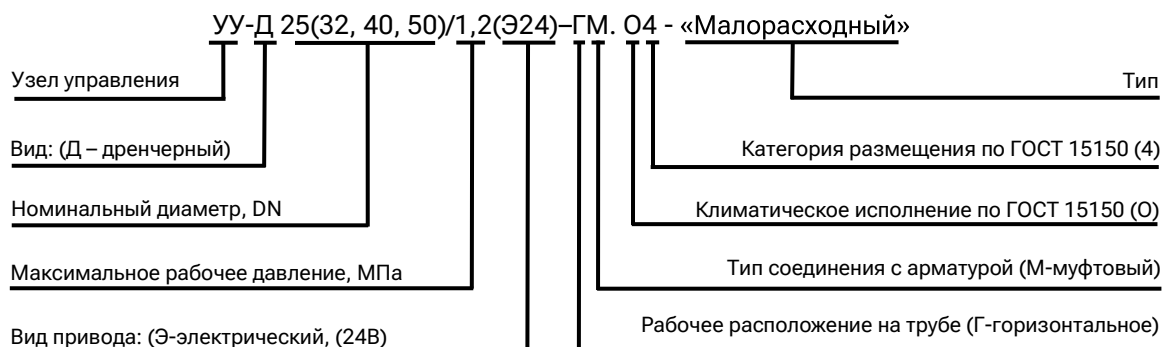 УУ-Д 25(32, 40, 50)/1,2(Э24)–ГМ. О4 - «Малорасходный»
Узел управления
Тип
Вид: (Д – дренчерный)
Категория размещения по ГОСТ 15150 (4)
Номинальный диаметр, DN
Климатическое исполнение по ГОСТ 15150 (О)
Максимальное рабочее давление, МПа
Тип соединения с арматурой (М-муфтовый)
Вид привода: (Э-электрический, (24В)
Рабочее расположение на трубе (Г-горизонтальное)